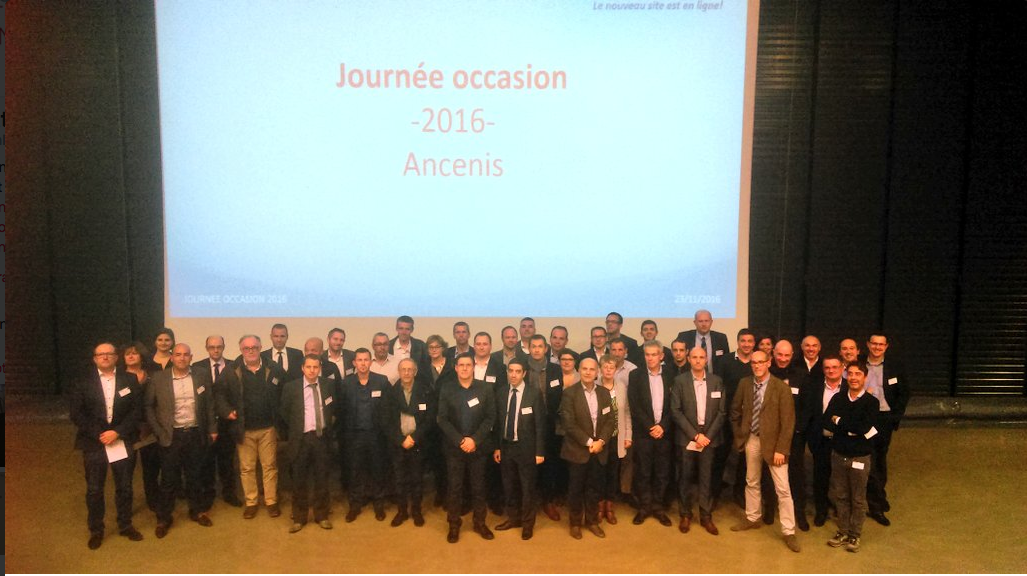 Le nouveau site est en ligne!
Journée occasion
-2016-
Ancenis
JOURNEE OCCASION 2016
23/11/2016